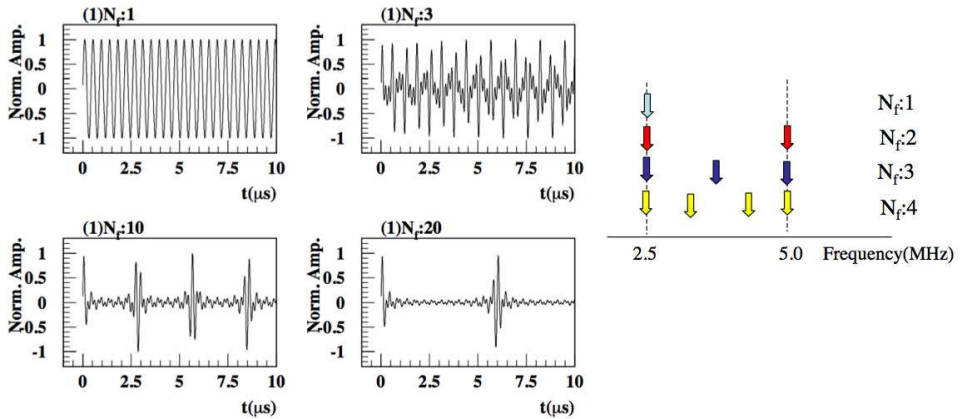 (1)N_f:1
Norm. Amp.
1
0.5
0
-0.5
-1
0 2.5 5 7.5 10
t(μs)
(1)N_f:3
Norm. Amp.
1
0.5
0
-0.5
-1
0 2.5 5 7.5 10
t(μs)
(1)N_f:10
Norm. Amp.
1
0.5
0
-0.5
-1
0 2.5 5 7.5 10
t(μs)
(1)N_f:20
Norm. Amp.
1
0.5
0
-0.5
-1
0 2.5 5 7.5 10
t(μs)
N_f:1
N_f:2
N_f:3
N_f:4
2.5 5.0 Frequency(MHz)